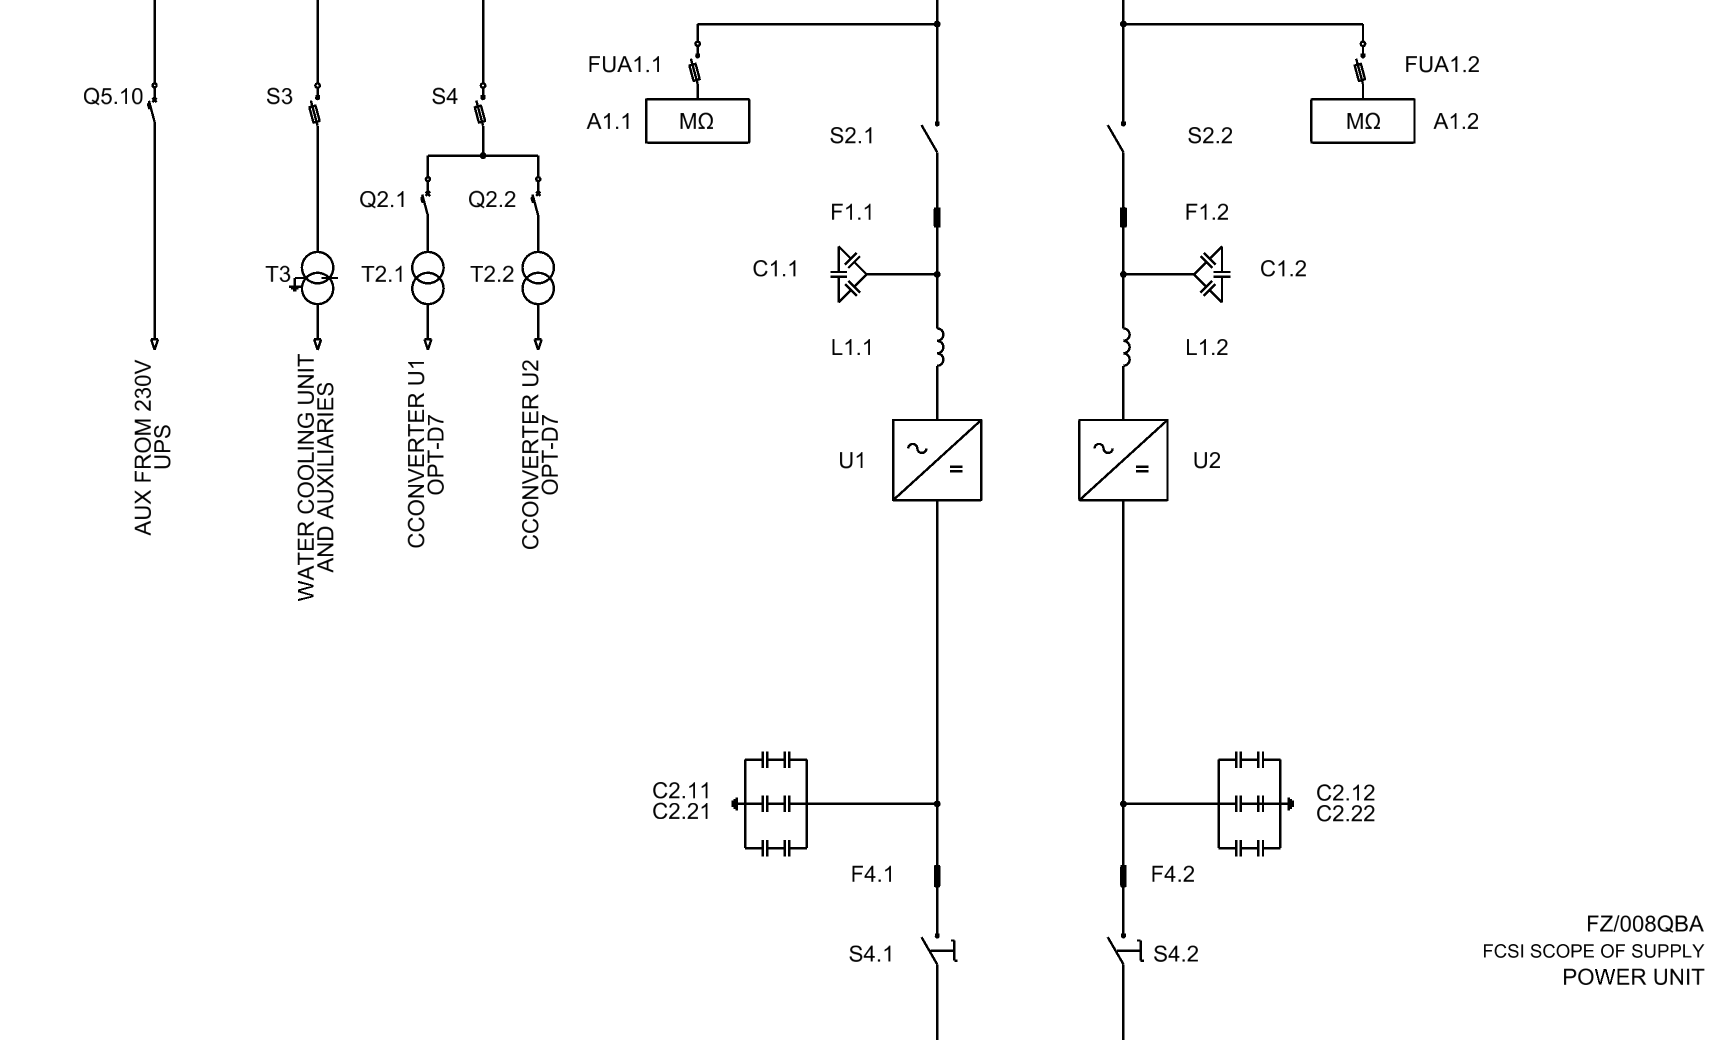 FUA1.1
FUA1.2
Q5.10
S3
S4
A1.1
MΩ
MΩ
A1.2
S2.1
S2.2
Q2.1
Q2.2
F1.1
F1.2
T3
T2.1
T2.2
C1.1
C1.2
L1.1
L1.2
AUX FROM 230V
UPS
WATER COOLING UNIT
AND AUXILIARIES
CCONVERTER U1
OPT-D7
CCONVERTER U2
OPT-D7
U1
~
=
~
=
U2
C2.11
C2.21
C2.12
C2.22
F4.1
F4.2
S4.1
S4.2
FZ/008QBA
FCSI SCOPE OF SUPPLY
POWER UNIT